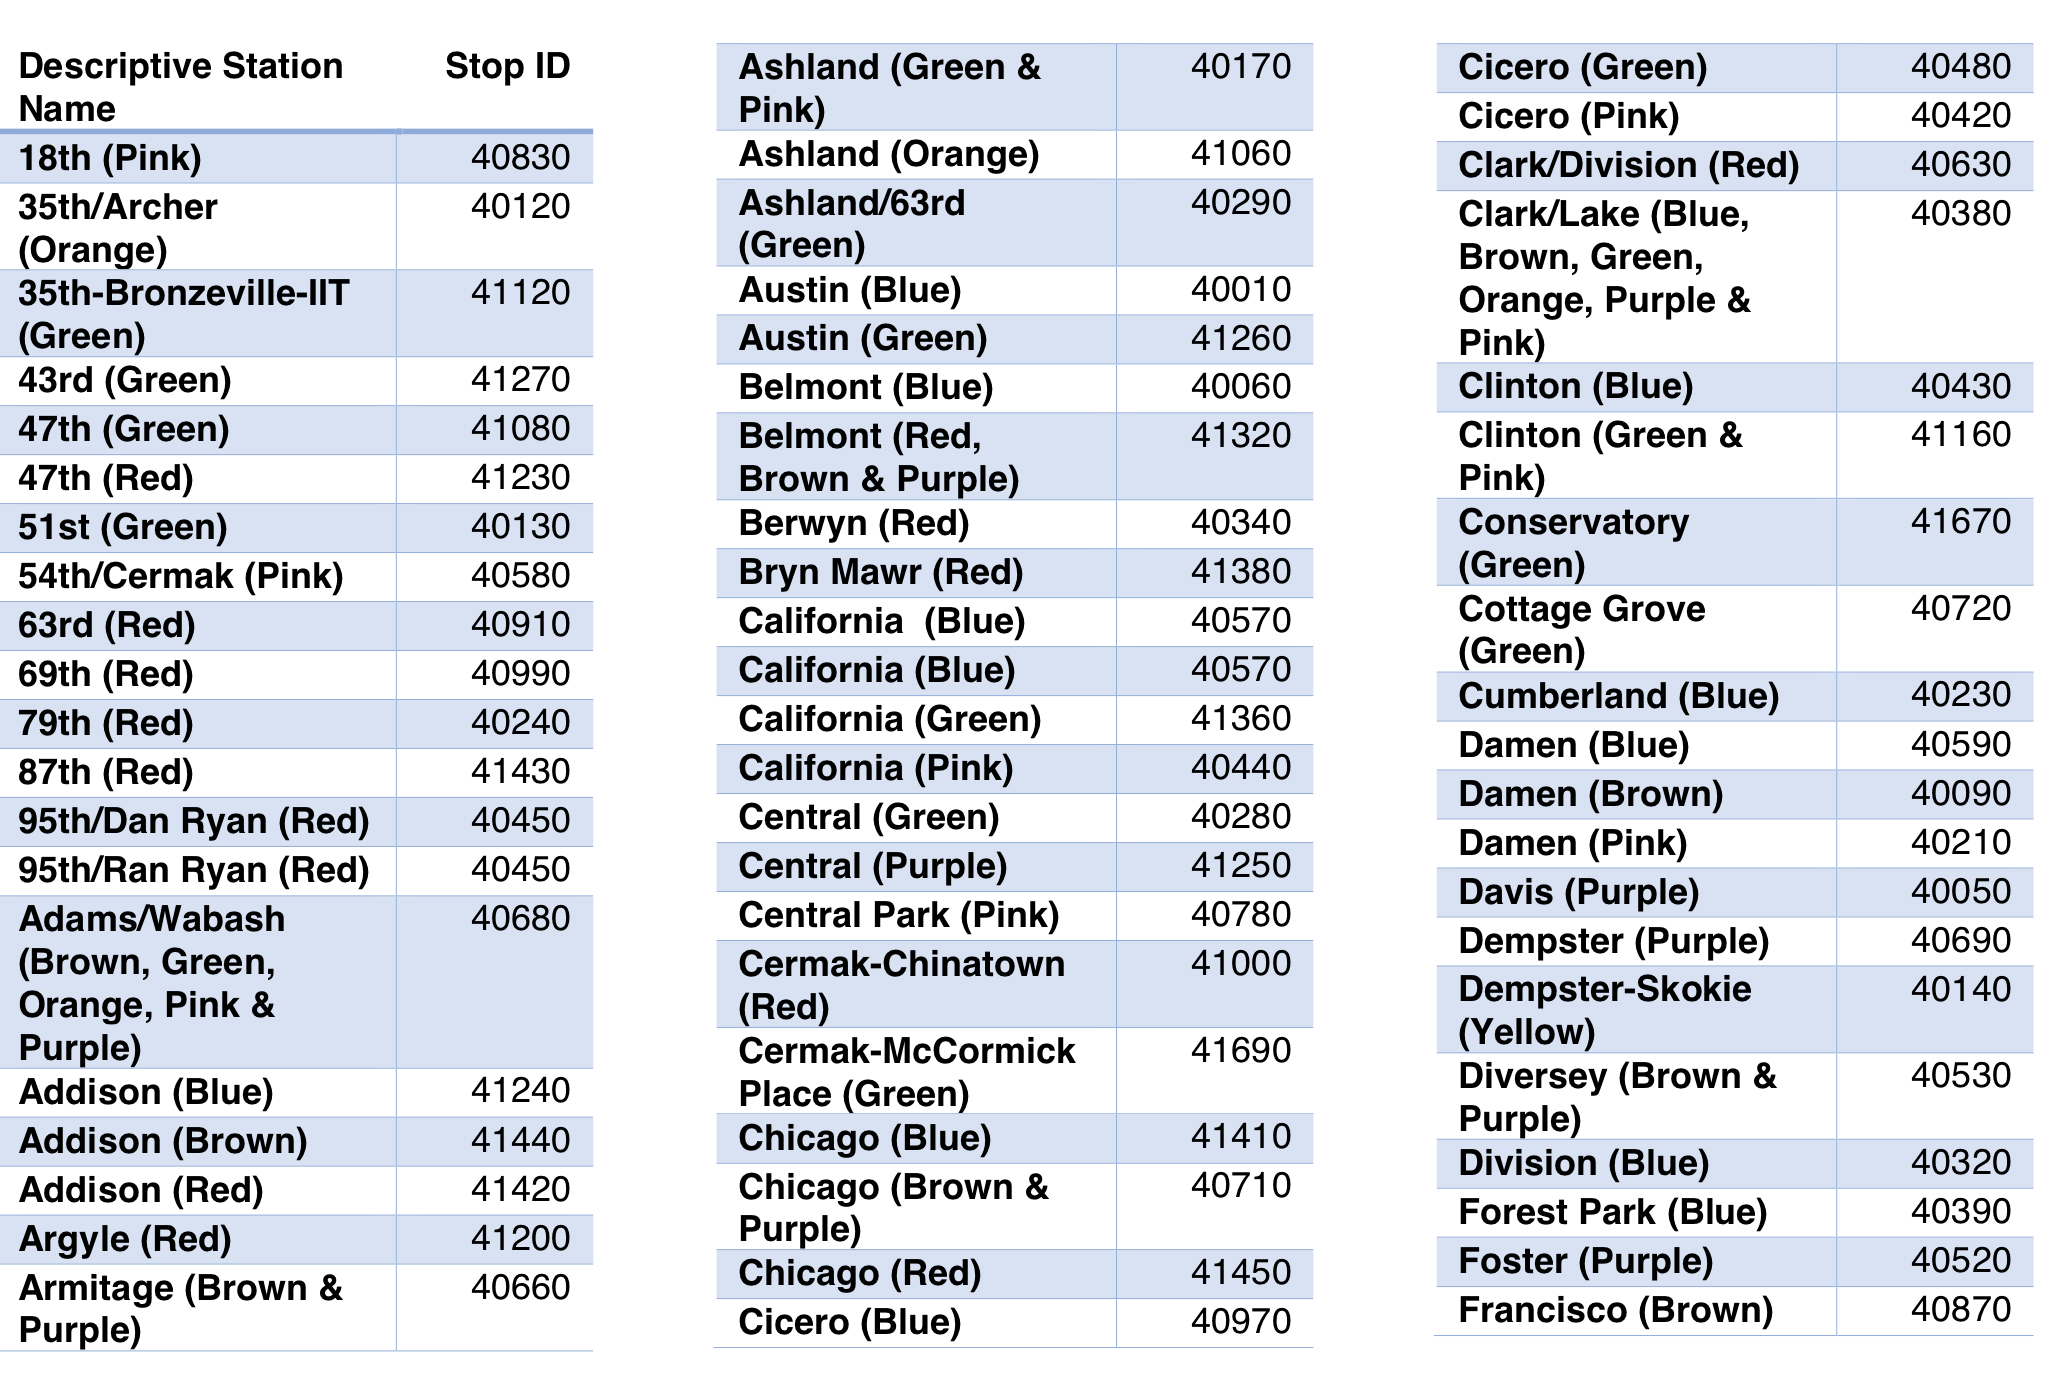 Descriptive Station Stop ID
Name
18th (Pink) 40830
35th/Archer 40120
(Orange)
35th-Bronzeville-IIT 41120
(Green)
43rd (Green) 41270
47th (Green) 41080
47th (Red) 41230
51st (Green) 40130
54th/Cermak (Pink) 40580
63rd (Red) 40910
69th (Red) 40990
79th (Red) 40240
87th (Red) 41430
95th/Dan Ryan (Red) 40450
95th/Ran Ryan (Red) 40450
Adams/Wabash 40680
(Brown, Green,
Orange, Pink &
Purple)
Addison (Blue) 41240
Addison (Brown) 41440
Addison (Red) 41420
Argyle (Red) 41200
Armitage (Brown & 40660
Purple)
Ashland (Green & 40170
Pink)
Ashland (Orange) 41060
Ashland/63rd 40290
(Green)
Austin (Blue) 40010
Austin (Green) 41260
Belmont (Blue) 40060
Belmont (Red, 41320
Brown & Purple)
Berwyn (Red) 40340
Bryn Mawr (Red) 41380
California  (Blue) 40570
California (Blue) 40570
California (Green) 41360
California (Pink) 40440
Central (Green) 40280
Central (Purple) 41250
Central Park (Pink) 40780
Cermak-Chinatown 41000
(Red)
Cermak-McCormick 41690
Place (Green)
Chicago (Blue) 41410
Chicago (Brown & 40710
Purple)
Chicago (Red) 41450
Cicero (Blue) 40970
Cicero (Green) 40480
Cicero (Pink) 40420
Clark/Division (Red) 40630
Clark/Lake (Blue, 40380
Brown, Green,
Orange, Purple &
Pink)
Clinton (Blue) 40430
Clinton (Green & 41160
Pink)
Conservatory 41670
(Green)
Cottage Grove 40720
(Green)
Cumberland (Blue) 40230
Damen (Blue) 40590
Damen (Brown) 40090
Damen (Pink) 40210
Davis (Purple) 40050
Dempster (Purple) 40690
Dempster-Skokie 40140
(Yellow)
Diversey (Brown & 40530
Purple)
Division (Blue) 40320
Forest Park (Blue) 40390
Foster (Purple) 40520
Francisco (Brown) 40870